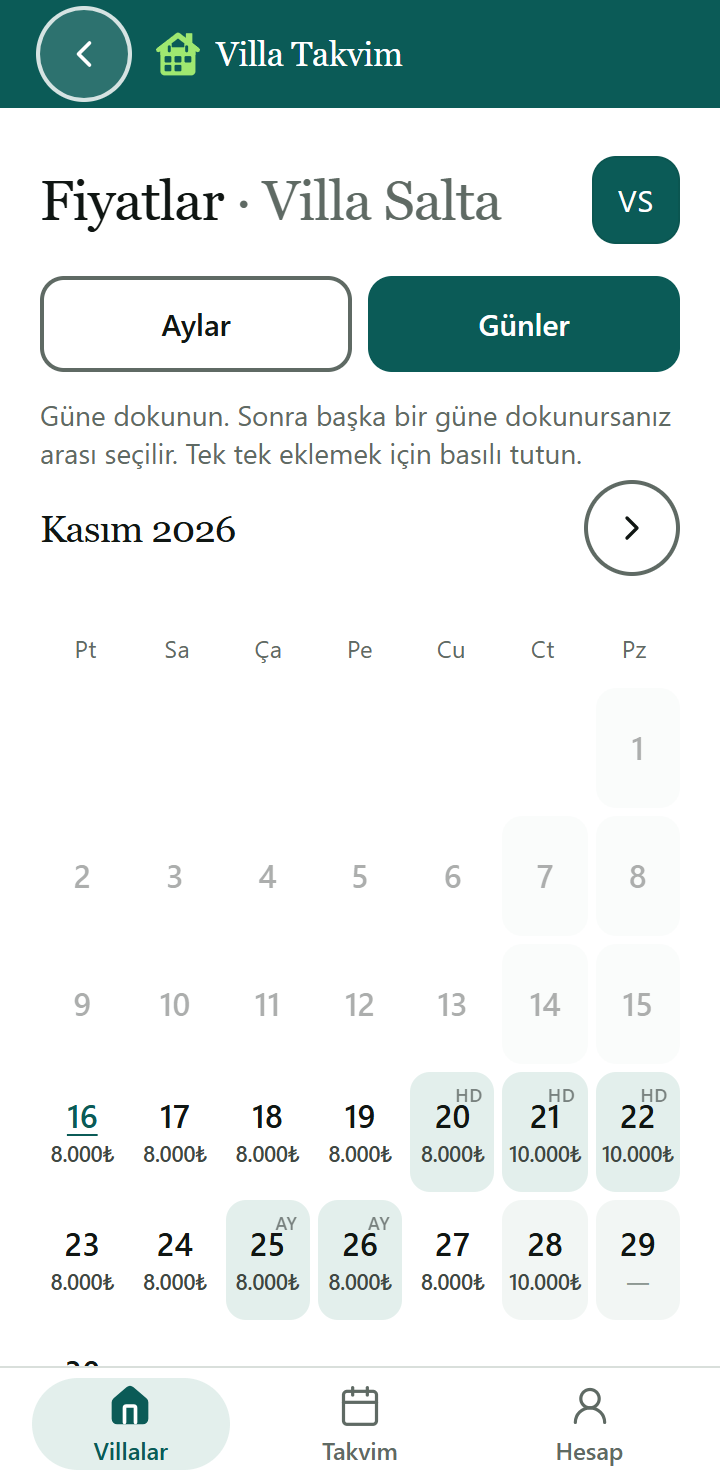 Villa Takvim
Fiyatlar · Villa Salta
VS
Aylar
Günler
Güne dokunun. Sonra başka bir güne dokunursanız
arası seçilir. Tek tek eklemek için basılı tutun.
Kasım 2026
Pt Sa Ça Pe Cu Ct Pz
1
2 3 4 5 6 7 8
9 10 11 12 13 14 15
HD HD HD
16 17 18 19 20 21 22
8.000₺ 8.000₺ 8.000₺ 8.000₺ 8.000₺ 10.000₺ 10.000₺
AY AY
23 24 25 26 27 28 29
8.000₺ 8.000₺ 8.000₺ 8.000₺ 8.000₺ 10.000₺ —
Villalar Takvim Hesap